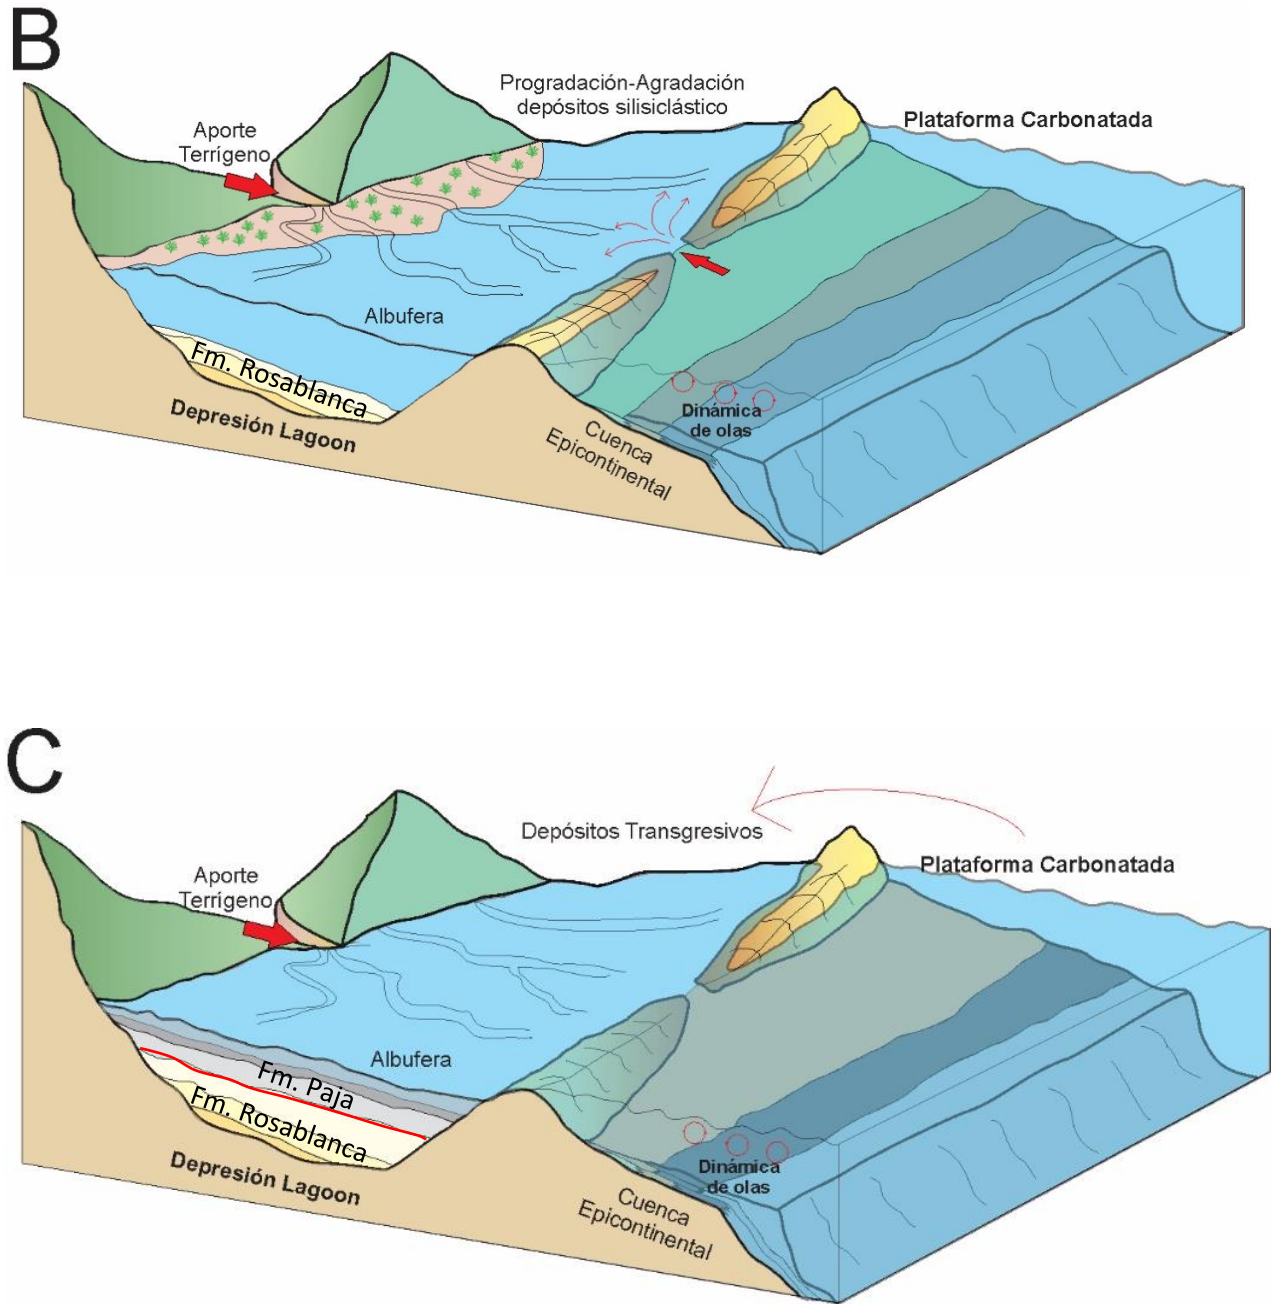 B
Progradación-Agradación
depósitos silisiclástico
Plataforma Carbonatada
Aporte
Terrígeno
Albufera
Fm. Rosablanca
Depresión Lagoon
Dinámica
de olas
Cuenca
Epicontinental
C
Depósitos Transgresivos
Plataforma Carbonatada
Aporte
Terrígeno
Albufera
Fm. Paja
Fm. Rosablanca
Depresión Lagoon
Dinámica
de olas
Cuenca
Epicontinental